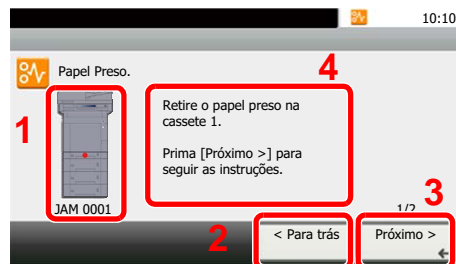 10:10
Papel Preso.
4
1
Retire o papel preso na
cassete 1.
Prima [Próximo >] para
seguir as instruções.
JAM 0001
1/2
3
2
< Para trás
Próximo >